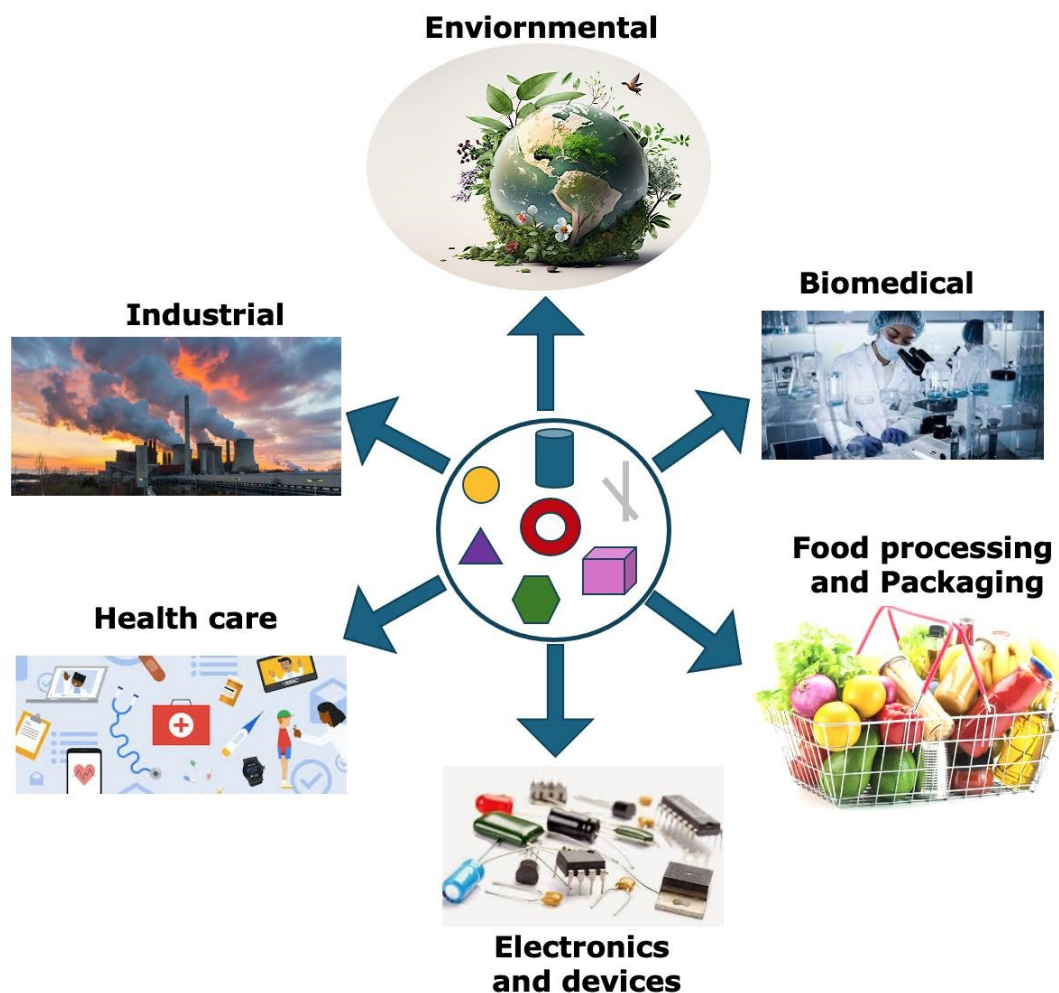 Enviornmental
Biomedical
Industrial
Food processing
and Packaging
Health care
Electronics
and devices